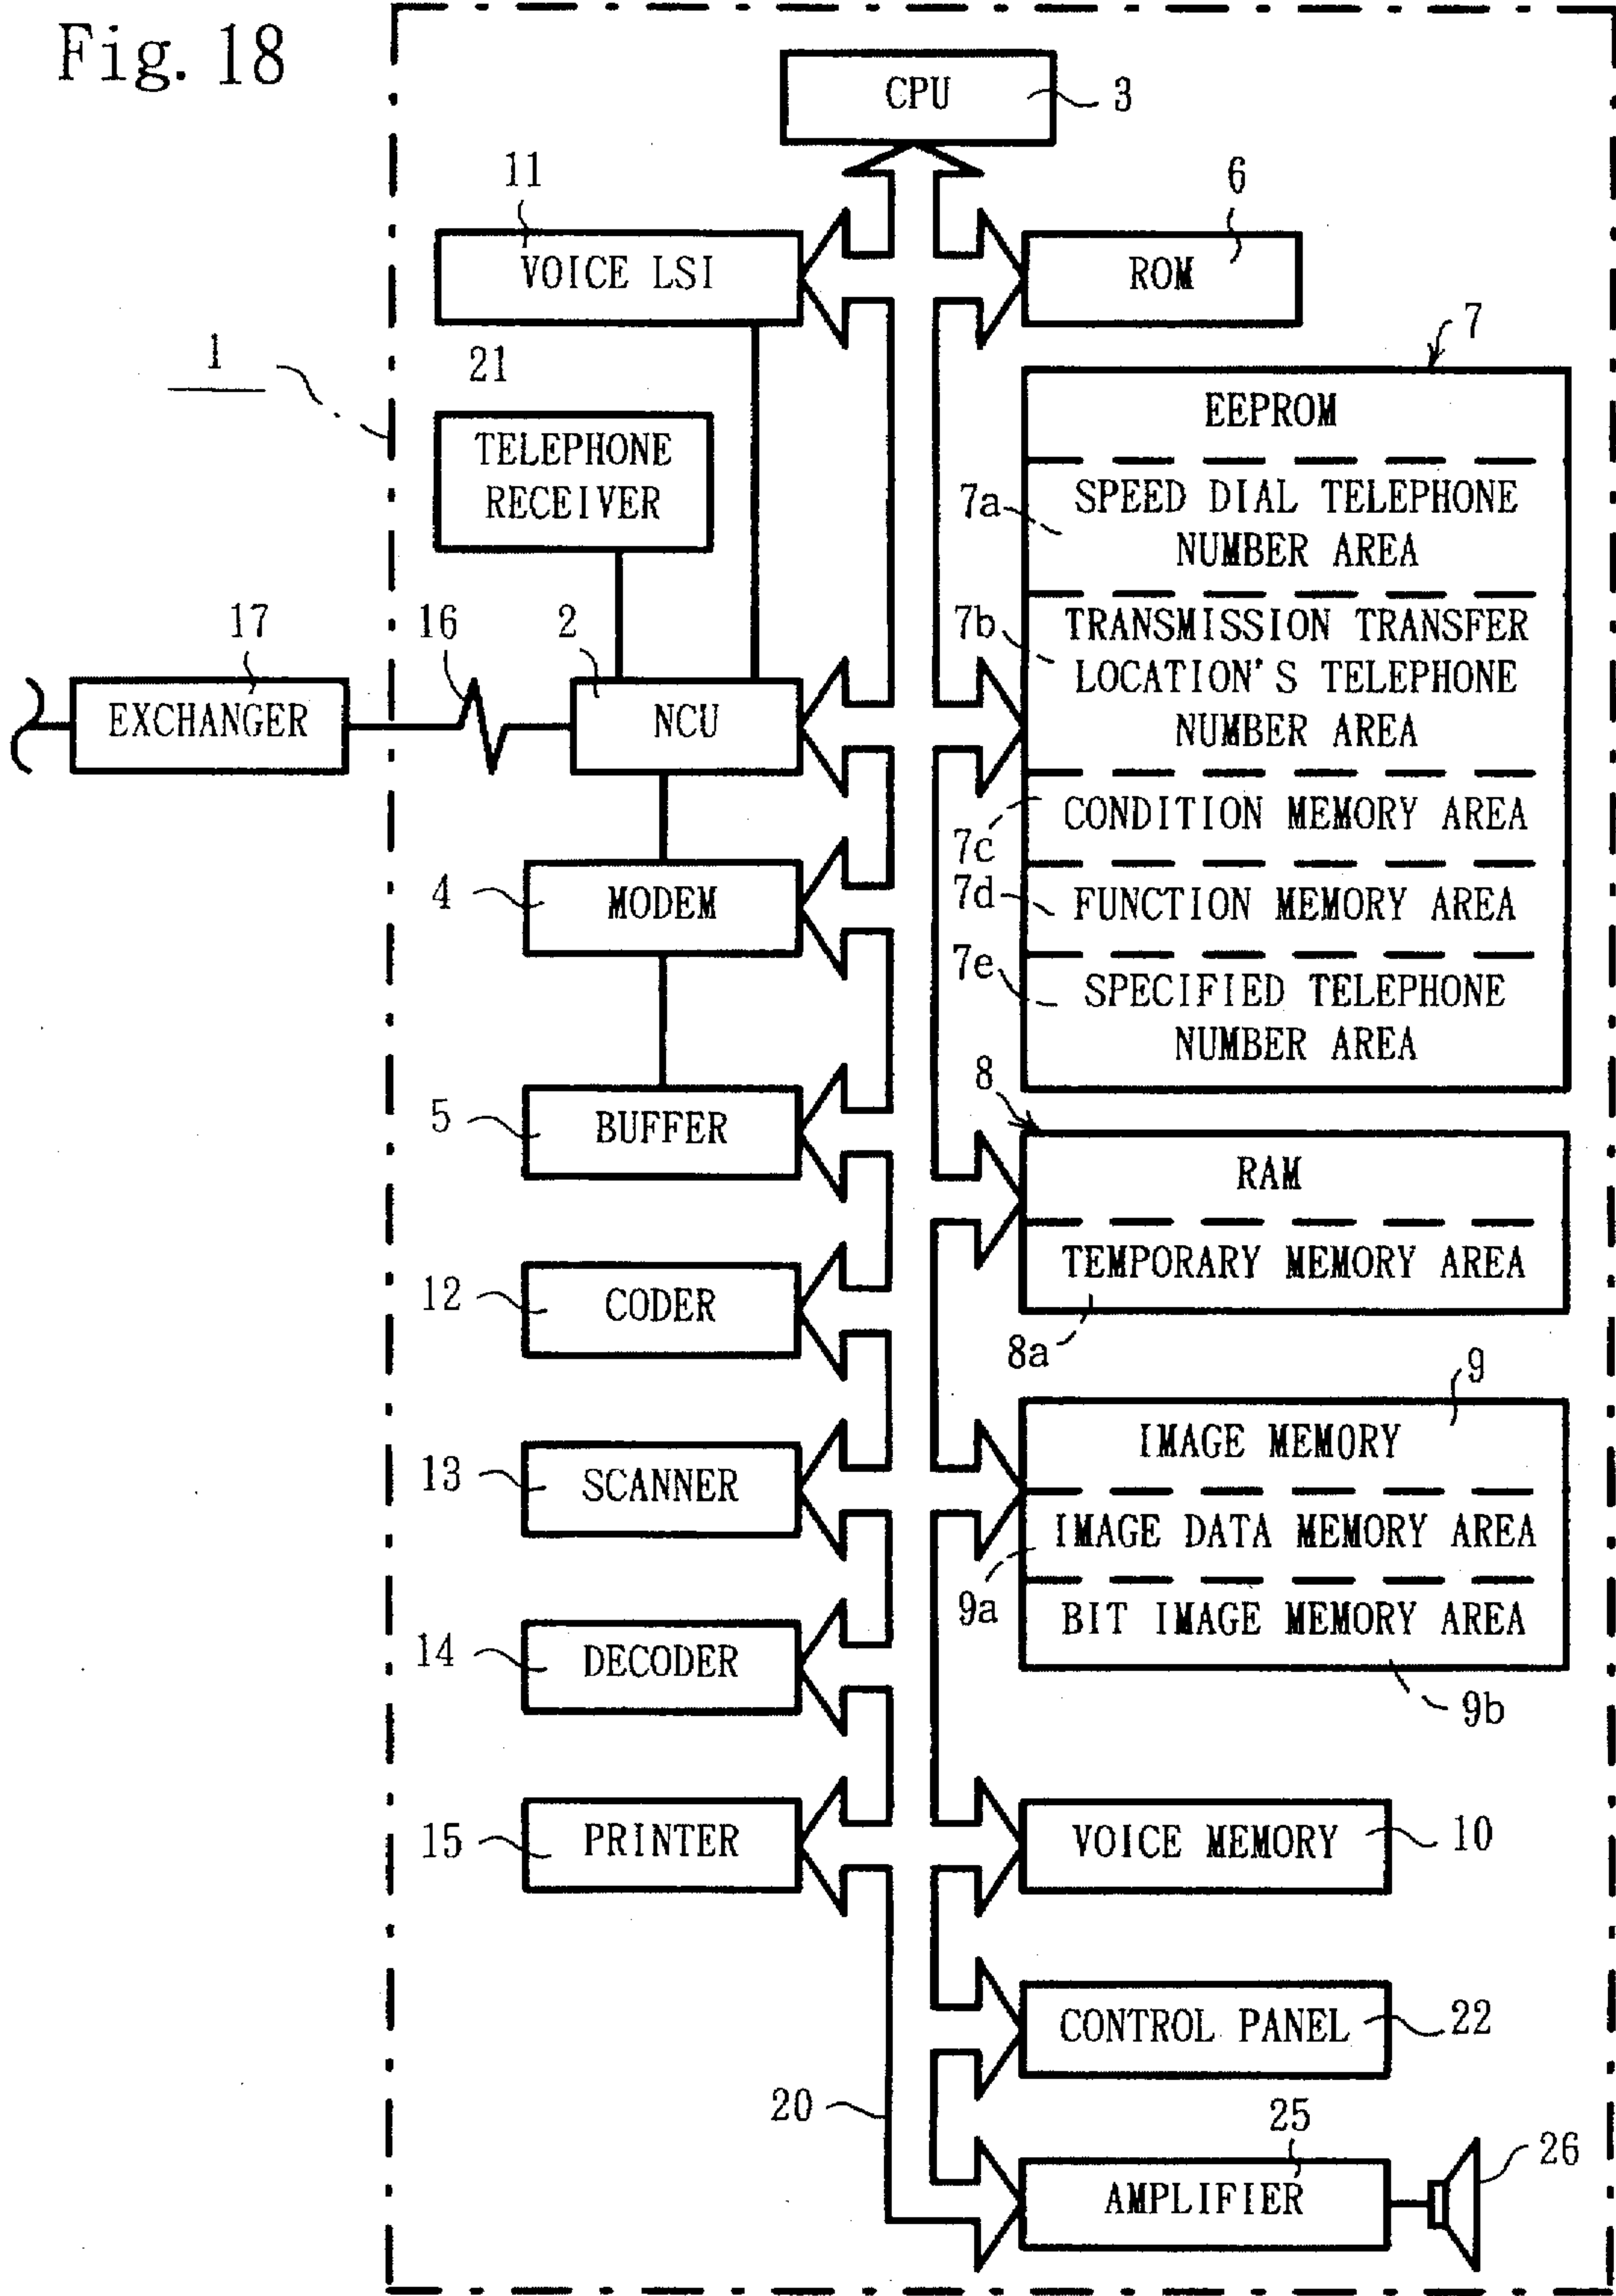 Fig. 18
CPU
3
11
VOICE LSI
6
ROM
1
21
TELEPHONE
RECEIVER
7
EEPROM
7a
SPEED DIAL TELEPHONE
NUMBER AREA
7b
TRANSMISSION TRANSFER
LOCATION'S TELEPHONE
NUMBER AREA
17
EXCHANGER
16
2
NCU
7c
CONDITION MEMORY AREA
4
MODEM
7d
FUNCTION MEMORY AREA
7e
SPECIFIED TELEPHONE
NUMBER AREA
5
BUFFER
8
RAM
TEMPORARY MEMORY AREA
8a
12
CODER
9
IMAGE MEMORY
13
SCANNER
IMAGE DATA MEMORY AREA
9a
BIT IMAGE MEMORY AREA
9b
14
DECODER
15
PRINTER
VOICE MEMORY
10
CONTROL PANEL
22
20
25
AMPLIFIER
26